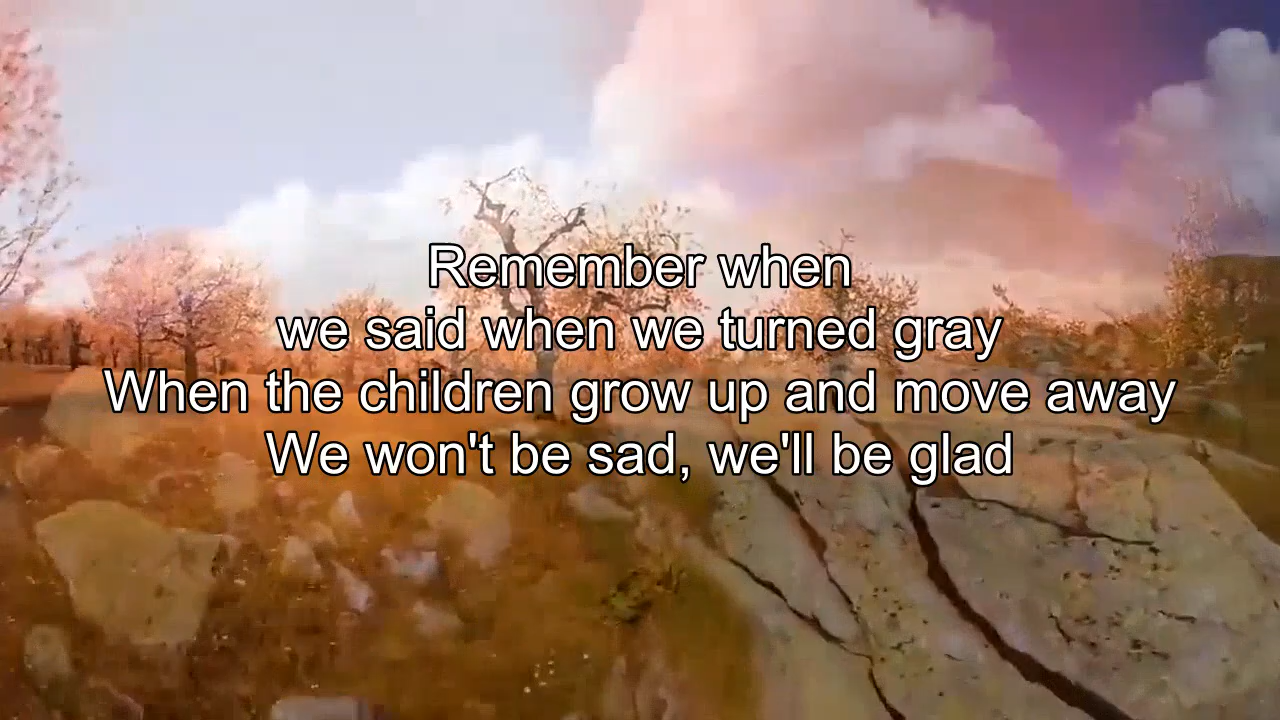 Remember when
we said when we turned gray
When the children grow up and move away
We won't be sad, we'll be glad